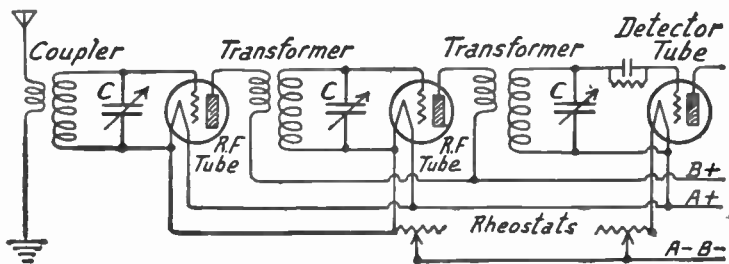 Coupler
Transformer
Transformer
Detector
Tube
C
C
C
R.F
Tube
R.F
Tube
B+
A+
Rheostats
A-B-